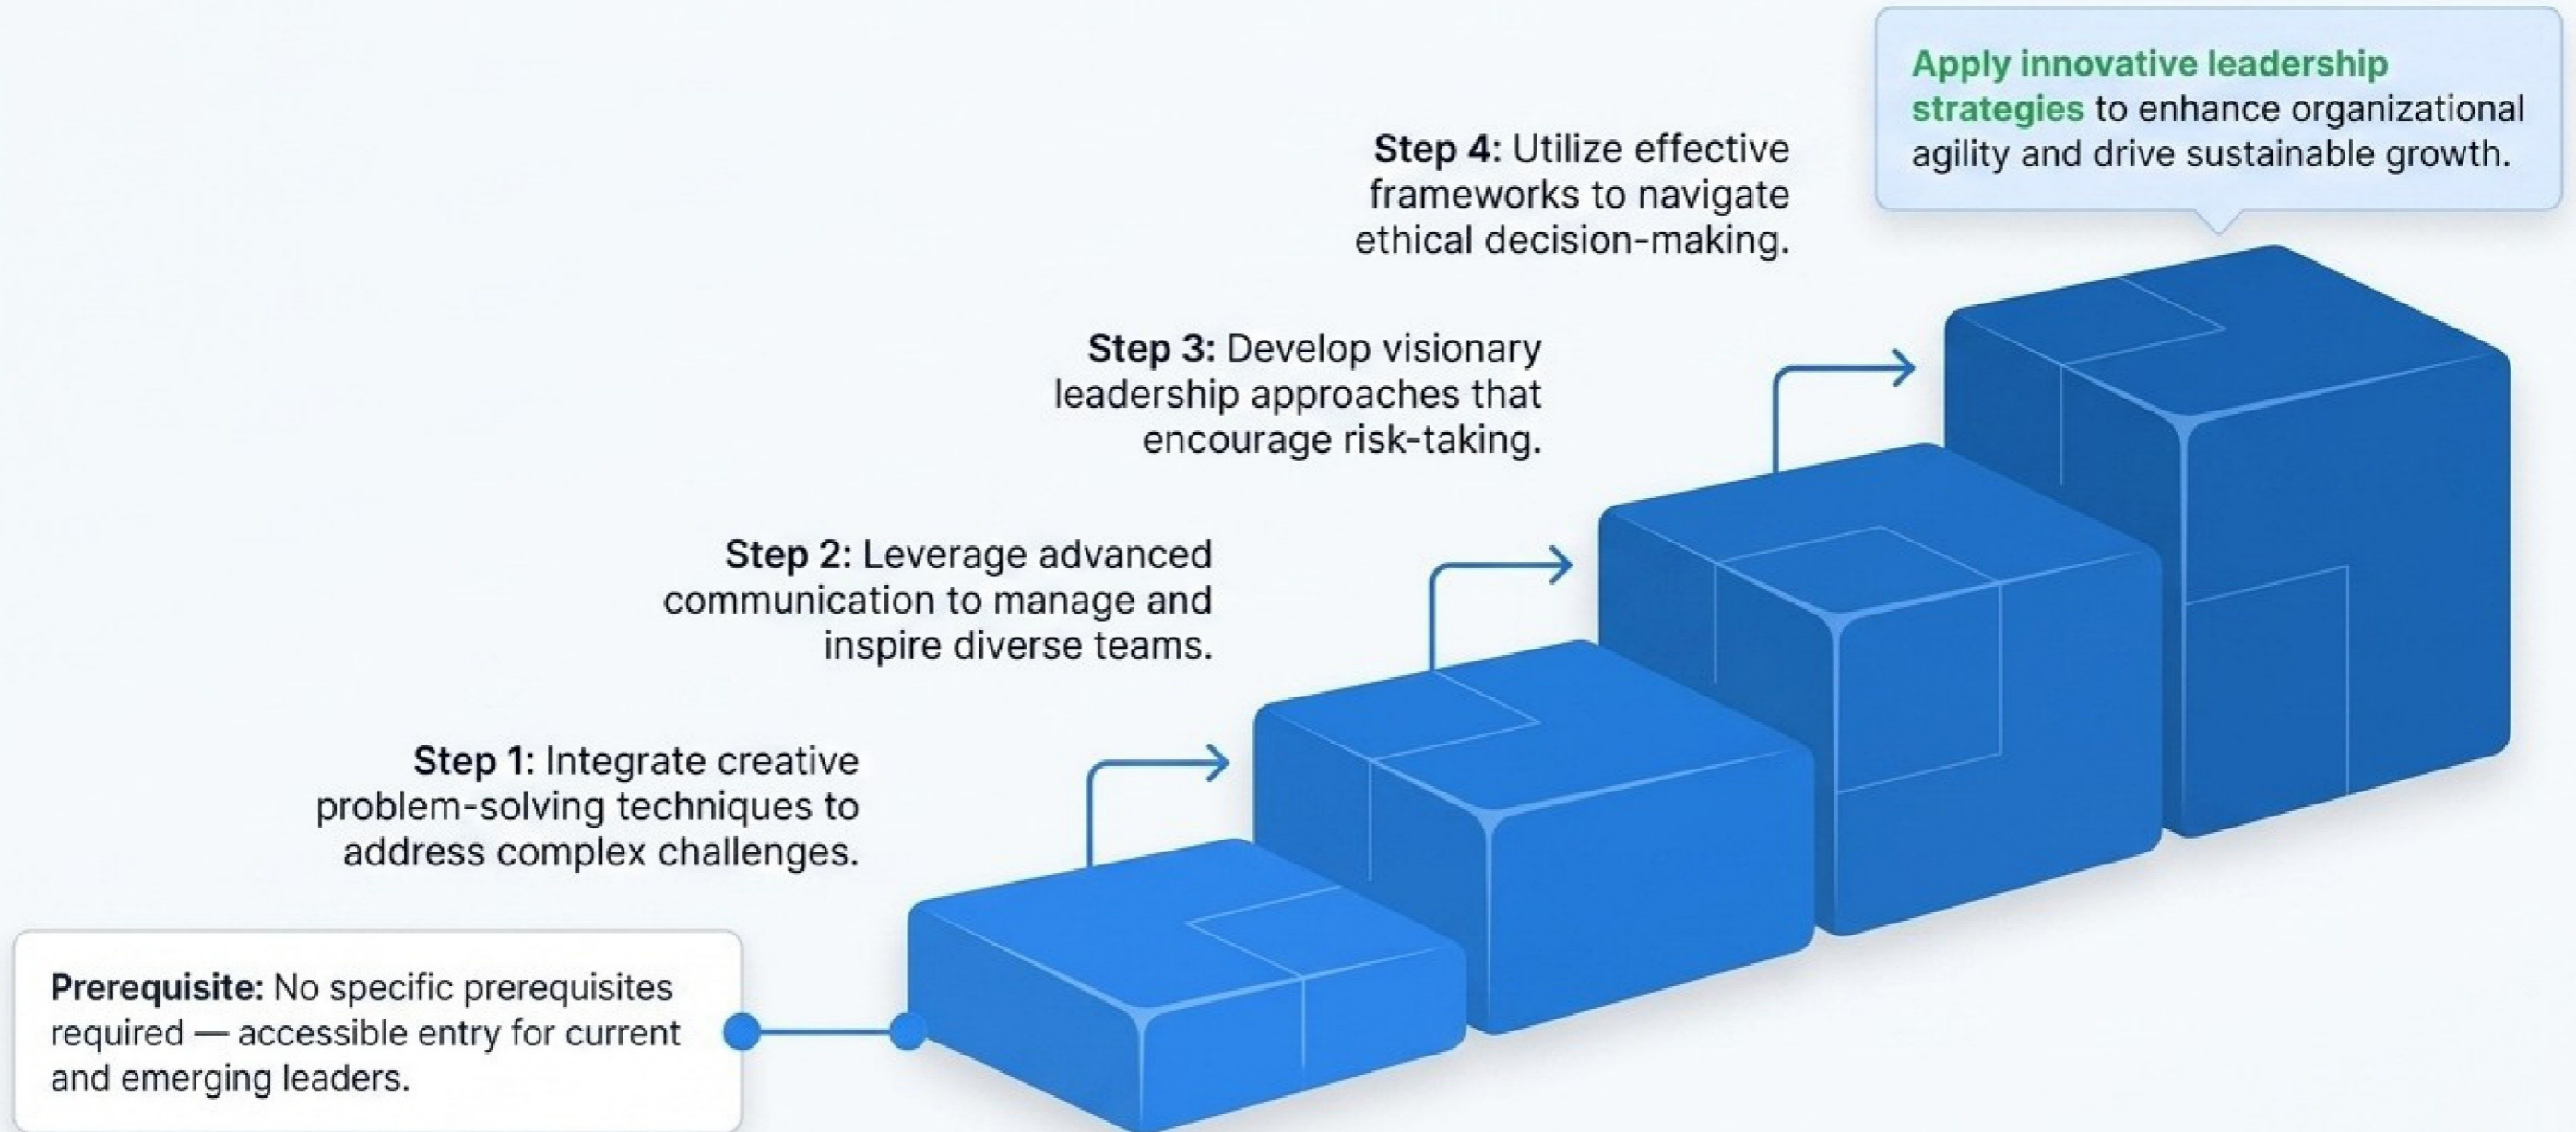 Apply innovative leadership
strategies to enhance organizational
agility and drive sustainable growth.
Step 4: Utilize effective
frameworks to navigate
ethical decision-making.
Step 3: Develop visionary
leadership approaches that
encourage risk-taking.
Step 2: Leverage advanced
communication to manage and
inspire diverse teams.
Step 1: Integrate creative
problem-solving techniques to
address complex challenges.
Prerequisite: No specific prerequisites
required — accessible entry for current
and emerging leaders.